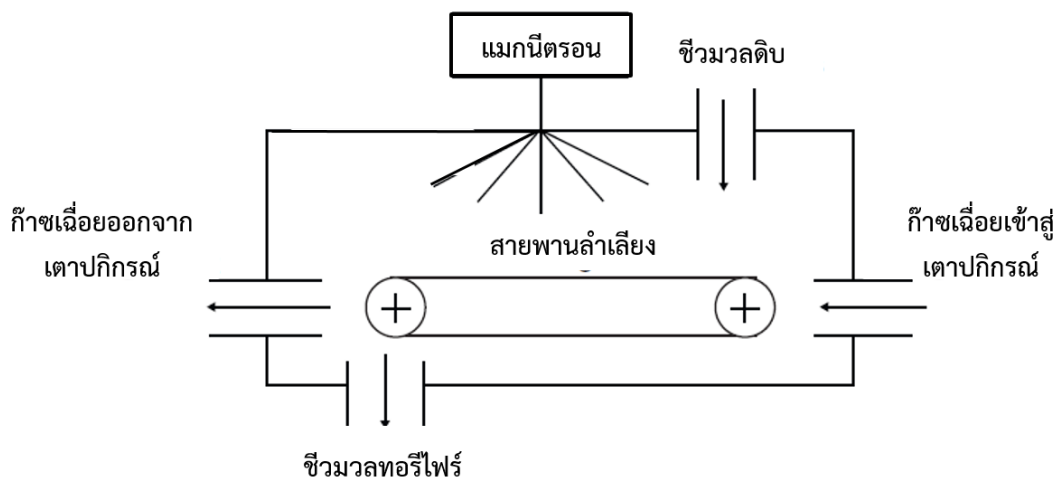 แมกนีตรอน
ชีวมวลดิบ
ก๊าซเฉื่อยออกจาก
เตาปกิกรณ์
สายพานลำเลียง
ก๊าซเฉื่อยเข้าสู่
เตาปกิกรณ์
ชีวมวลทอรีไฟร์